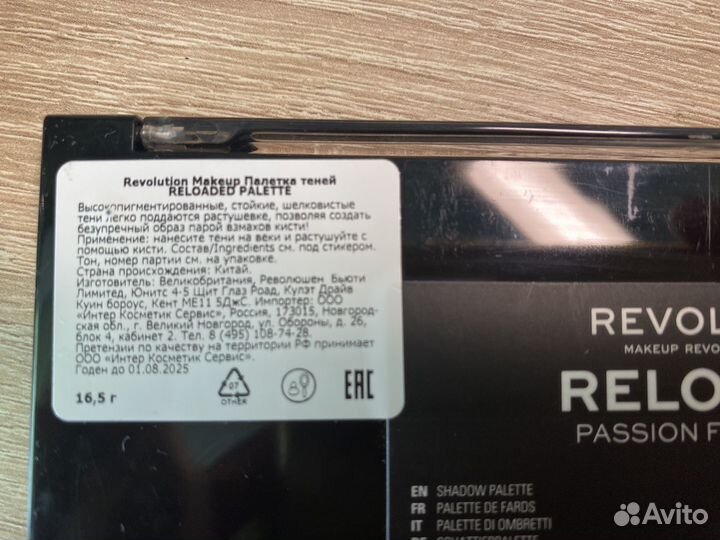 Revolution Makeup Палетка теней
RELOADED PALETTE
Высокопигментированные, стойкие, шелковистые
тени легко поддаются растушевке, позволяя создать
безупречный образ парой взмахов кисти!
Применение: нанесите тени на веки и растушуйте с
помощью кисти. Состав/Ingredients см. под стикером.
Тон, номер партии см. на упаковке.
Страна происхождения: Китай.
Изготовитель: Великобритания, Революшен Бьюти
Лимитед, Юнитс 4-5 Щит Глаз Роад, Кулэт Драйв
Куин бороус, Кент МЕ11 5ДжС. Импортер: ООО
«Интер Косметик Сервис», Россия, 173015, Новгород-
ская обл., г. Великий Новгород, ул. Обороны, д. 26,
блок 4, кабинет 2. Тел. 8 (495) 108-74-28.
Претензии по качеству на территории РФ принимает
ООО «Интер Косметик Сервис».
Годен до 01.08.2025
16,5 г
07
OTHER
EAC
REVOL
MAKEUP REVO
RELO
PASSION F
EN SHADOW PALETTE
FR PALETTE DE FARDS
IT PALETTE DI OMBRETTI
Avito